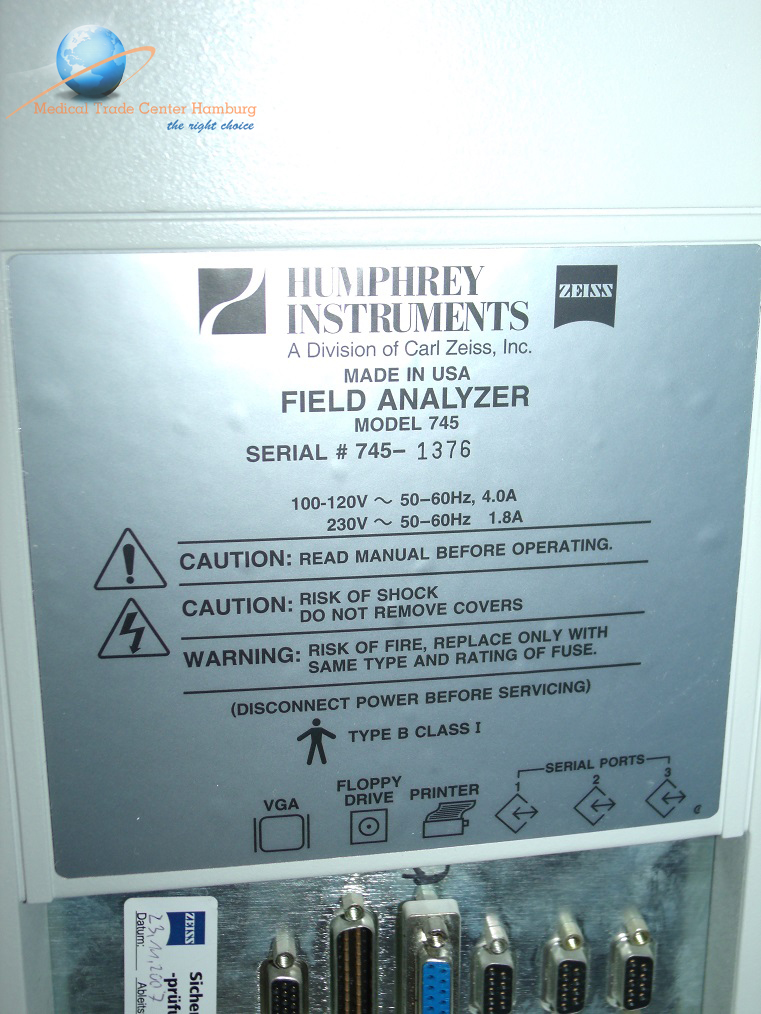 Medical Trade Center Hamburg
the right choice
HUMPHREY
INSTRUMENTS
ZEISS
A Division of Carl Zeiss, Inc.
MADE IN USA
FIELD ANALYZER
MODEL 745
SERIAL # 745- 1376
100-120V ～ 50-60Hz, 4.0A
230V ～ 50-60Hz 1.8A
CAUTION: READ MANUAL BEFORE OPERATING.
CAUTION: RISK OF SHOCK
DO NOT REMOVE COVERS
WARNING: RISK OF FIRE, REPLACE ONLY WITH
SAME TYPE AND RATING OF FUSE.
(DISCONNECT POWER BEFORE SERVICING)
TYPE B CLASS I
VGA
FLOPPY
DRIVE
PRINTER
SERIAL PORTS
1 2 3
ZEISS
Datum: 23.11.2007